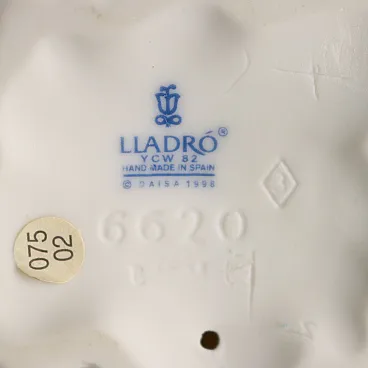 LLADRÓ®
YCW 82
HAND MADE IN SPAIN
© DAISA 1998
6620
075
02